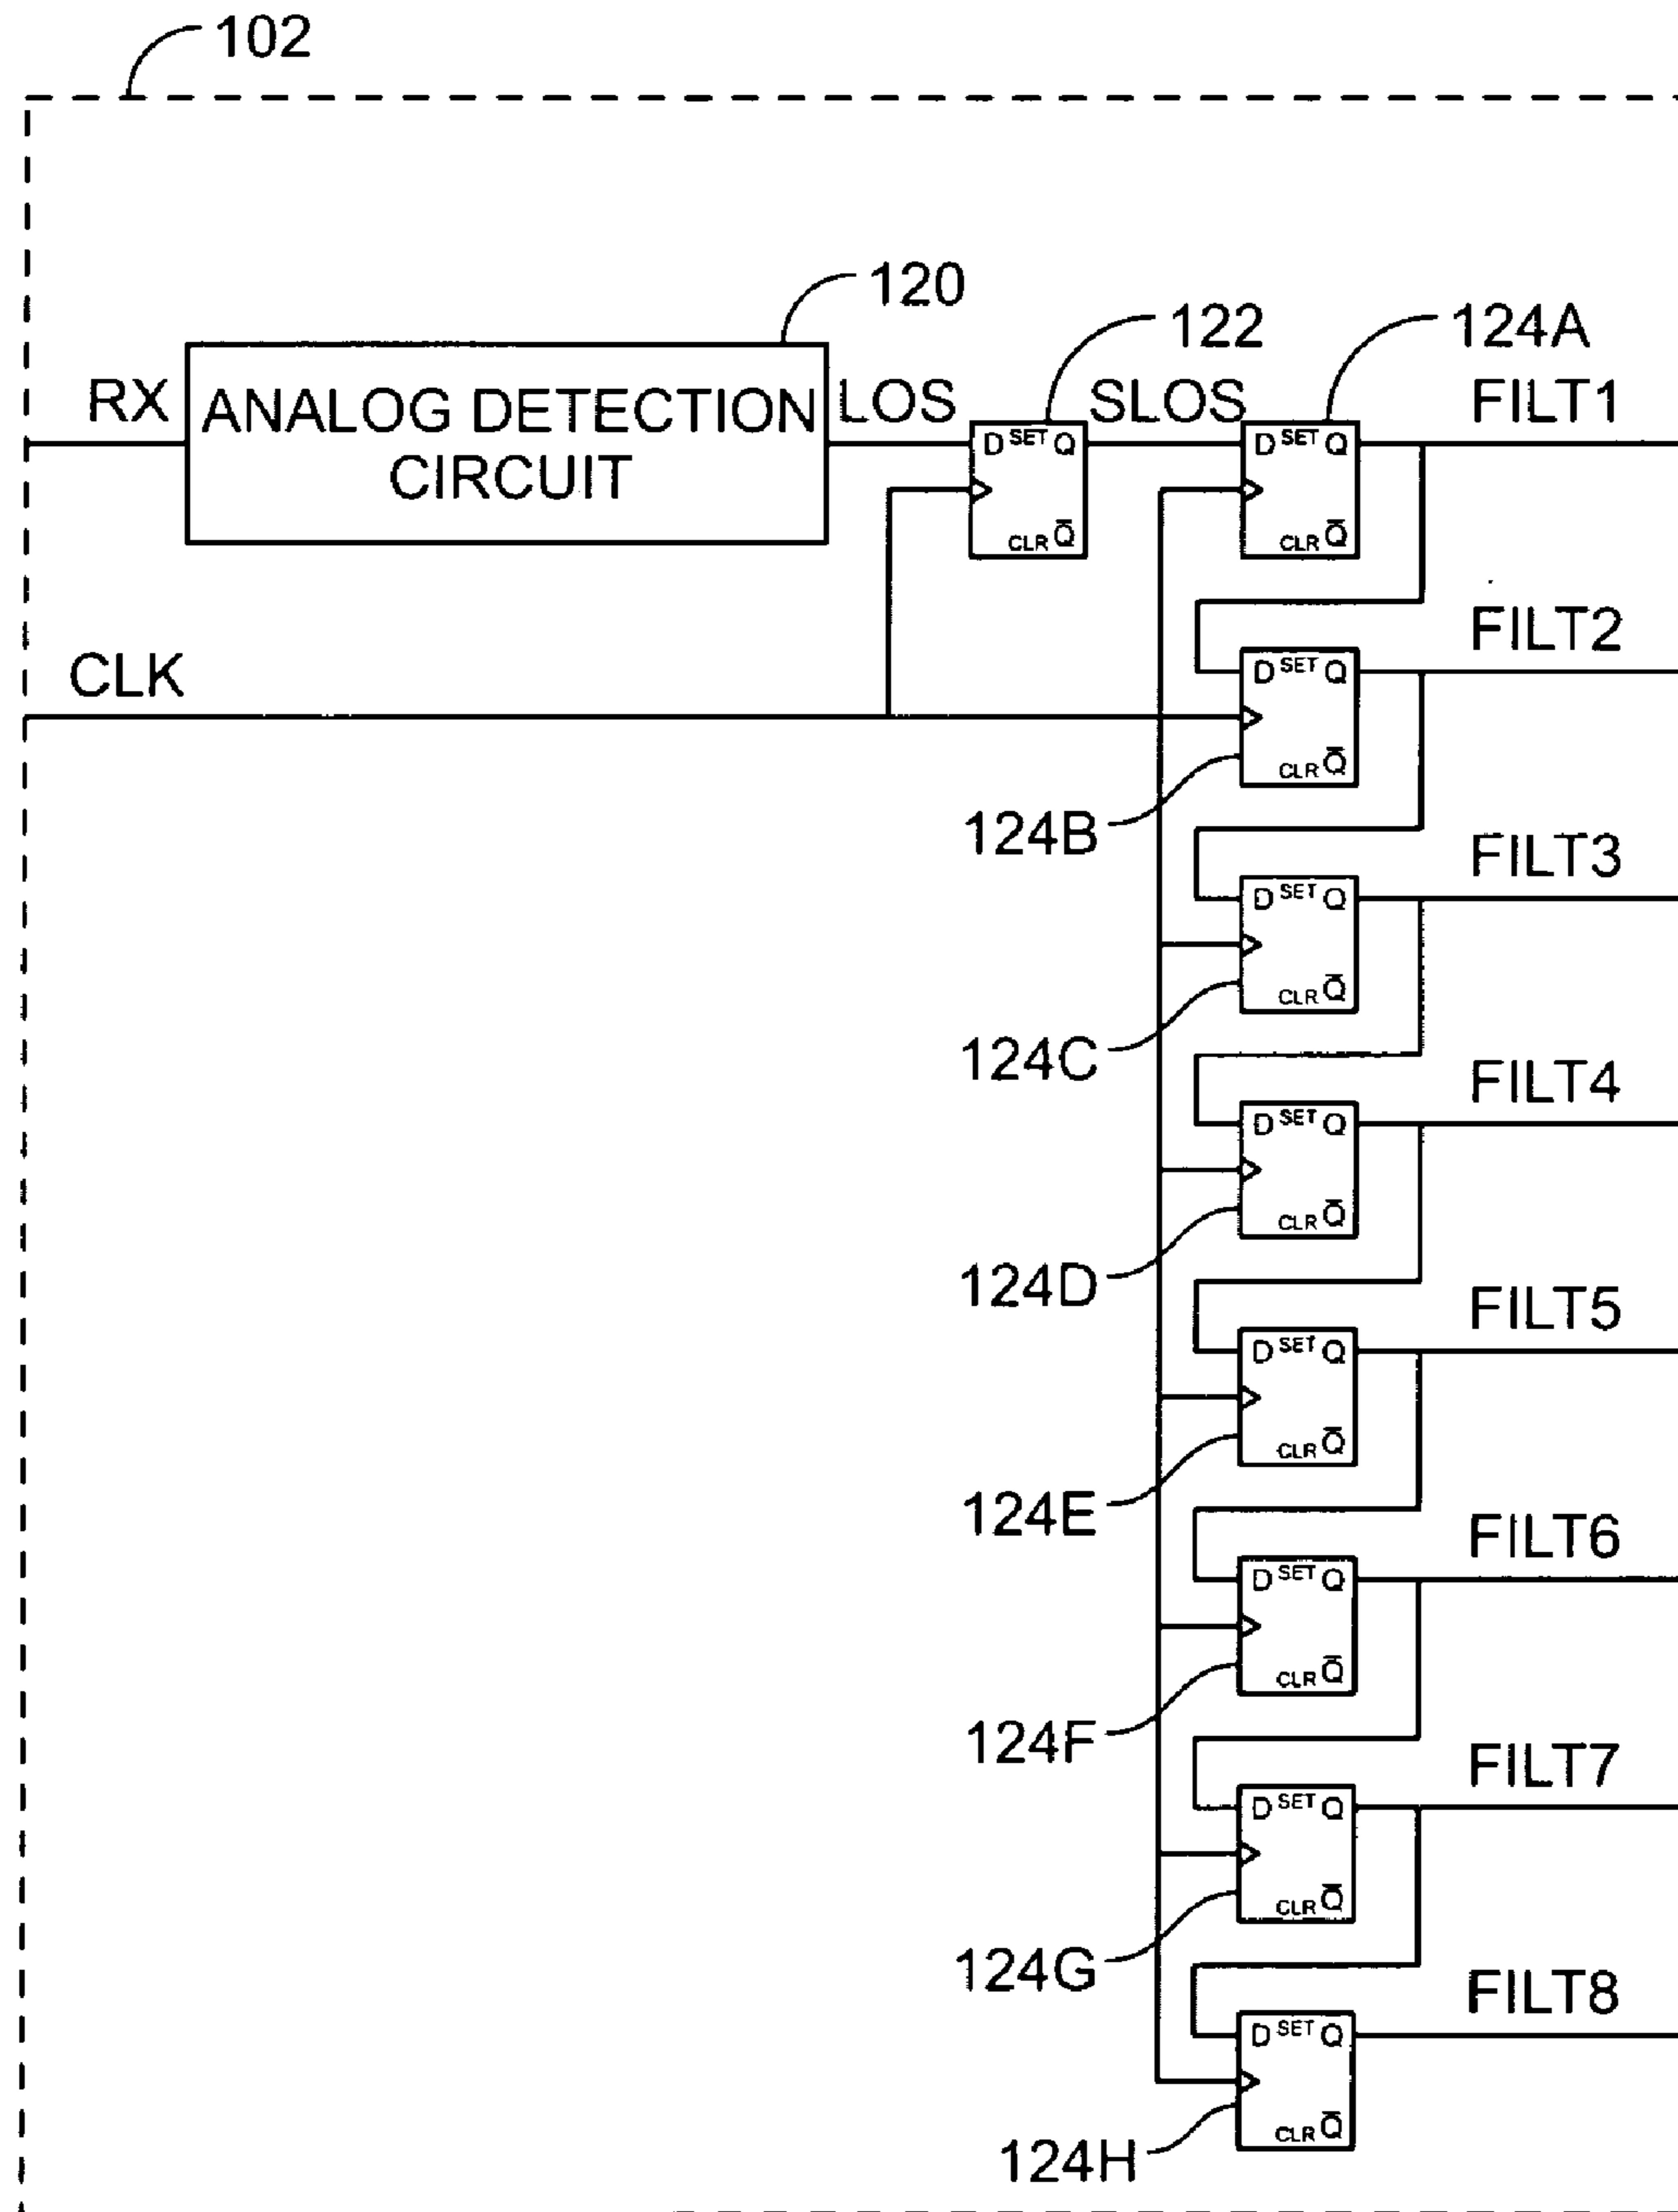 102
120
122
124A
RX
ANALOG DETECTION
CIRCUIT
LOS
SLOS
FILT1
D SET Q
CLR Q̅
D SET Q
CLR Q̅
CLK
FILT2
D SET Q
CLR Q̅
124B
FILT3
D SET Q
CLR Q̅
124C
FILT4
D SET Q
CLR Q̅
124D
FILT5
D SET Q
CLR Q̅
124E
FILT6
D SET Q
CLR Q̅
124F
FILT7
D SET Q
CLR Q̅
124G
FILT8
D SET Q
CLR Q̅
124H